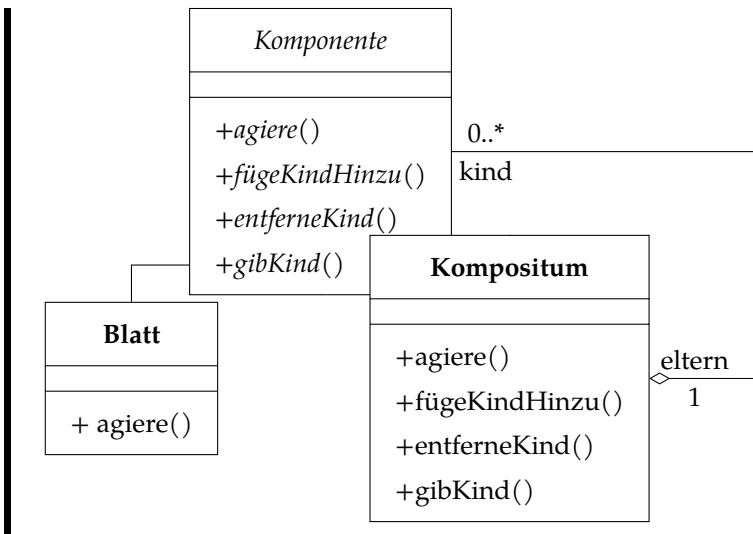 Komponente
+agiere()
+fügeKindHinzu()
+entferneKind()
+gibKind()
0..*
kind
Blatt
+ agiere()
Kompositum
+agiere()
+fügeKindHinzu()
+entferneKind()
+gibKind()
eltern
1